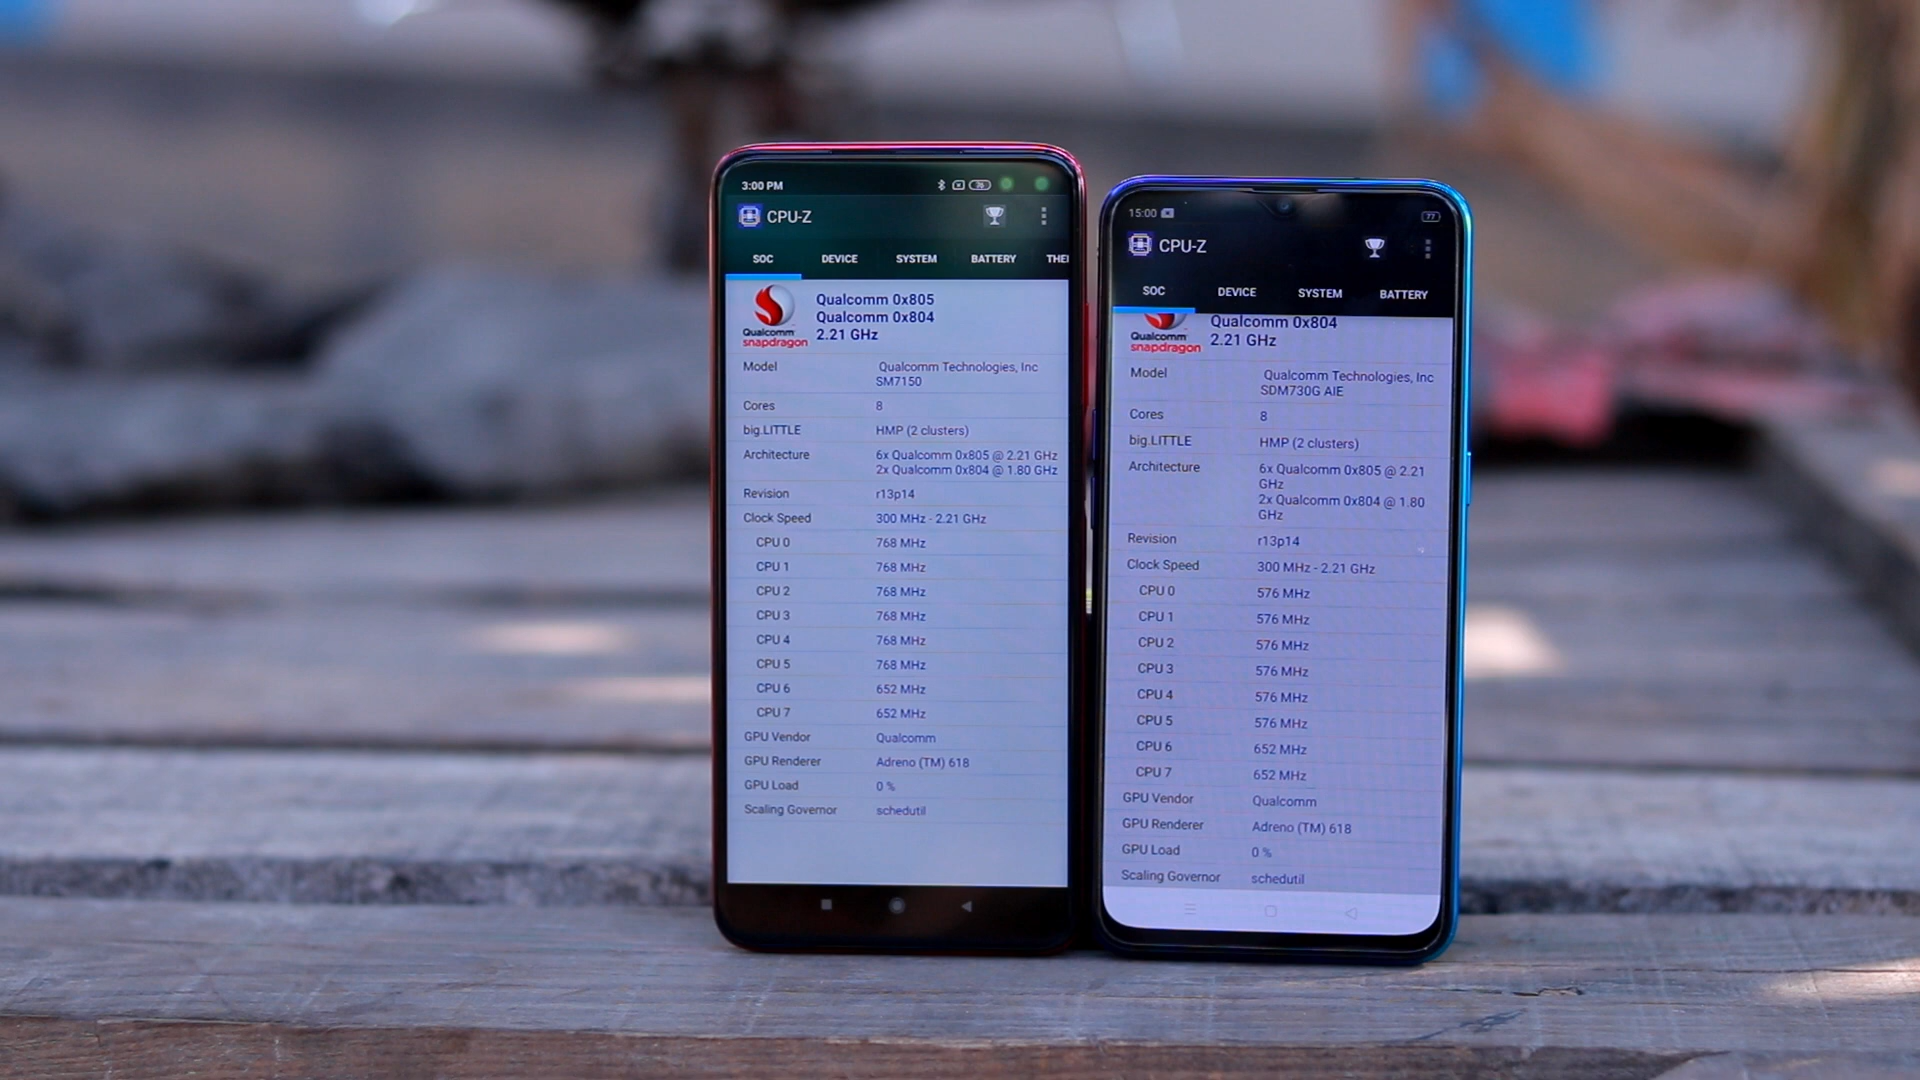 3:00 PM
76
CPU-Z
SOC DEVICE SYSTEM BATTERY THE
Qualcomm snapdragon
Qualcomm 0x805
Qualcomm 0x804
2.21 GHz
Model Qualcomm Technologies, Inc
SM7150
Cores 8
big.LITTLE HMP (2 clusters)
Architecture 6x Qualcomm 0x805 @ 2.21 GHz
2x Qualcomm 0x804 @ 1.80 GHz
Revision r13p14
Clock Speed 300 MHz - 2.21 GHz
CPU 0 768 MHz
CPU 1 768 MHz
CPU 2 768 MHz
CPU 3 768 MHz
CPU 4 768 MHz
CPU 5 768 MHz
CPU 6 652 MHz
CPU 7 652 MHz
GPU Vendor Qualcomm
GPU Renderer Adreno (TM) 618
GPU Load 0 %
Scaling Governor schedutil
15:00
77
CPU-Z
SOC DEVICE SYSTEM BATTERY
Qualcomm snapdragon
Qualcomm 0x804
2.21 GHz
Model Qualcomm Technologies, Inc
SDM730G AIE
Cores 8
big.LITTLE HMP (2 clusters)
Architecture 6x Qualcomm 0x805 @ 2.21
GHz
2x Qualcomm 0x804 @ 1.80
GHz
Revision r13p14
Clock Speed 300 MHz - 2.21 GHz
CPU 0 576 MHz
CPU 1 576 MHz
CPU 2 576 MHz
CPU 3 576 MHz
CPU 4 576 MHz
CPU 5 576 MHz
CPU 6 652 MHz
CPU 7 652 MHz
GPU Vendor Qualcomm
GPU Renderer Adreno (TM) 618
GPU Load 0 %
Scaling Governor schedutil